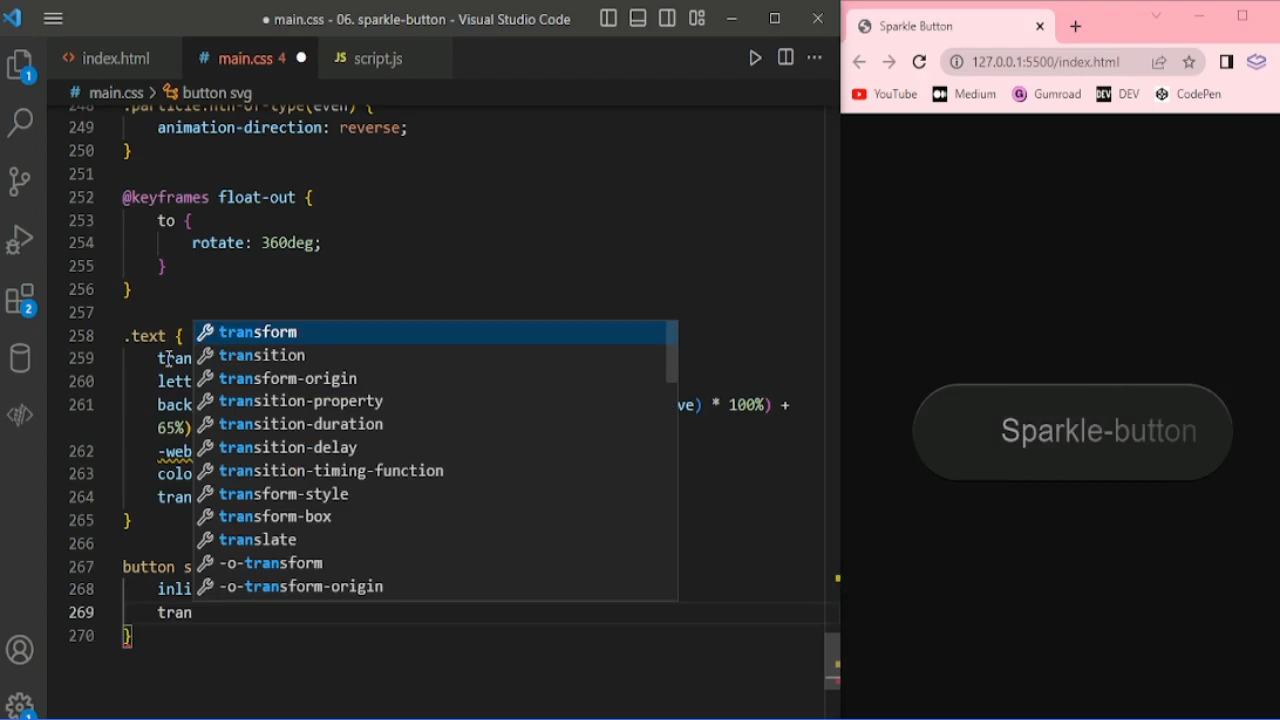 ● main.css - 06. sparkle-button - Visual Studio Code
Sparkle Button
index.html
# main.css 4
JS script.js
127.0.0.1:5500/index.html
# main.css > button svg
YouTube
Medium
Gumroad
DEV
CodePen
248 .particle:nth-of-type(even) {
249 animation-direction: reverse;
250 }
251
252 @keyframes float-out {
253 to {
254 rotate: 360deg;
255 }
256 }
257
258 .text {
259 tran
260 lett
261 back ve) * 100%) +
65%)
262 -web
263 colo
264 tran
265 }
266
267 button s
268 inli
269 tran
270 }
transform
transition
transform-origin
transition-property
transition-duration
transition-delay
transition-timing-function
transform-style
transform-box
translate
-o-transform
-o-transform-origin
Sparkle-button
1
2
1